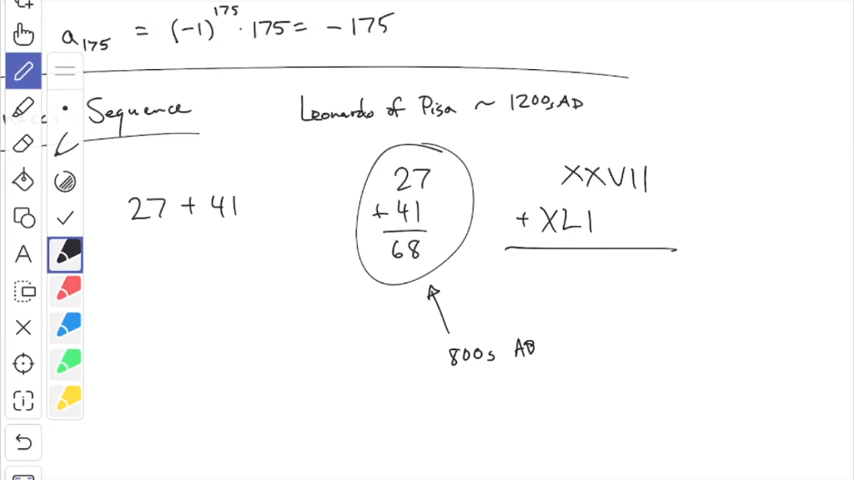 a₁₇₅ = (-1)¹⁷⁵ · 175 = -175
Sequence
Leonardo of Pisa ~ 1200s AD
27 + 41
27
+ 41
68
XXVII
+ XLI
800s AD
A